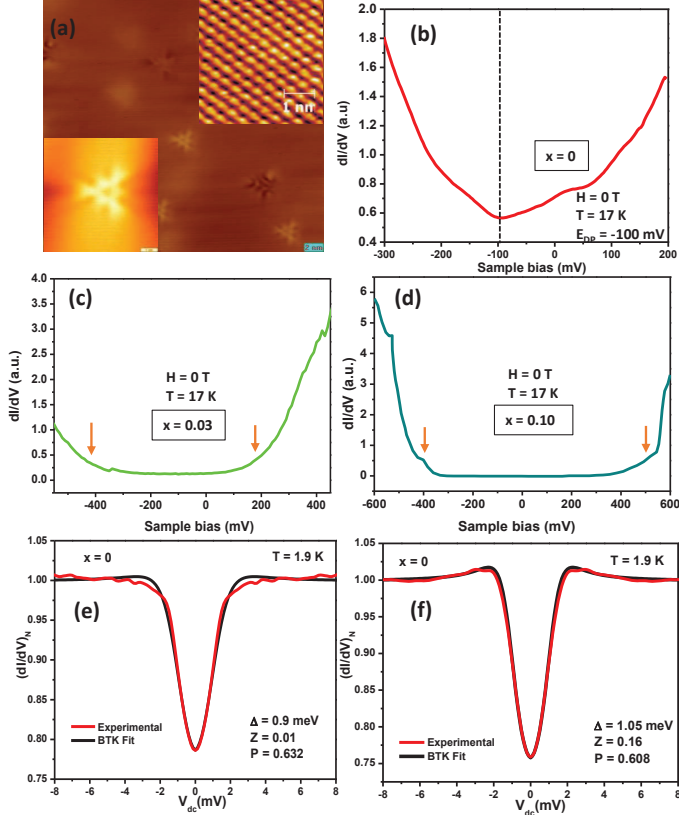 (a)
1 nm
2 nm
(b)
dI/dV (a.u)
2.0
1.8
1.6
1.4
1.2
1.0
0.8
0.6
0.4
x = 0
H = 0 T
T = 17 K
E_DP = -100 mV
-300 -200 -100 0 100 200
Sample bias (mV)
(c)
dI/dV (a.u.)
4.0
3.5
3.0
2.5
2.0
1.5
1.0
0.5
0.0
H = 0 T
T = 17 K
x = 0.03
-400 -200 0 200 400
Sample bias (mV)
(d)
dI/dV (a.u.)
6
5
4
3
2
1
0
H = 0 T
T = 17 K
x = 0.10
-600 -400 -200 0 200 400 600
Sample bias (mV)
(e)
(dI/dV)_N
1.05
1.00
0.95
0.90
0.85
0.80
0.75
x = 0
T = 1.9 K
Experimental
BTK Fit
Δ = 0.9 meV
Z = 0.01
P = 0.632
-8 -6 -4 -2 0 2 4 6 8
V_dc(mV)
(f)
(dI/dV)_N
1.05
1.00
0.95
0.90
0.85
0.80
0.75
x = 0
T = 1.9 K
Experimental
BTK Fit
Δ = 1.05 meV
Z = 0.16
P = 0.608
-8 -6 -4 -2 0 2 4 6 8
V_dc(mV)